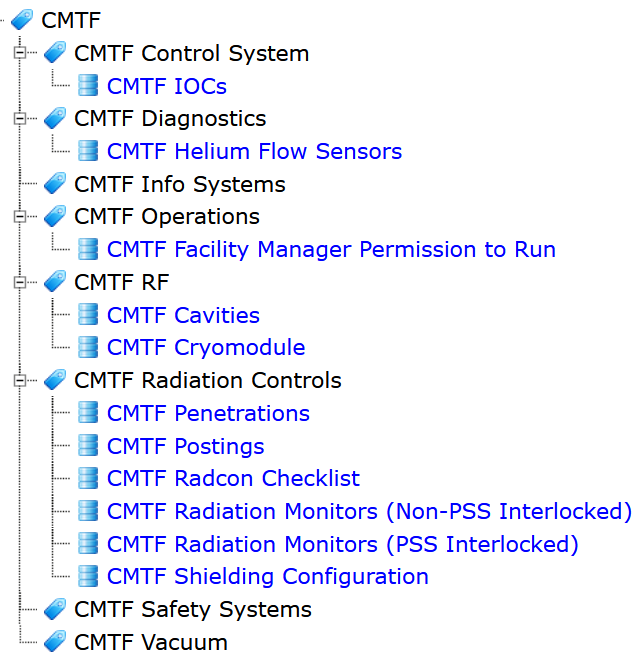 CMTF
CMTF Control System
CMTF IOCs
CMTF Diagnostics
CMTF Helium Flow Sensors
CMTF Info Systems
CMTF Operations
CMTF Facility Manager Permission to Run
CMTF RF
CMTF Cavities
CMTF Cryomodule
CMTF Radiation Controls
CMTF Penetrations
CMTF Postings
CMTF Radcon Checklist
CMTF Radiation Monitors (Non-PSS Interlocked)
CMTF Radiation Monitors (PSS Interlocked)
CMTF Shielding Configuration
CMTF Safety Systems
CMTF Vacuum